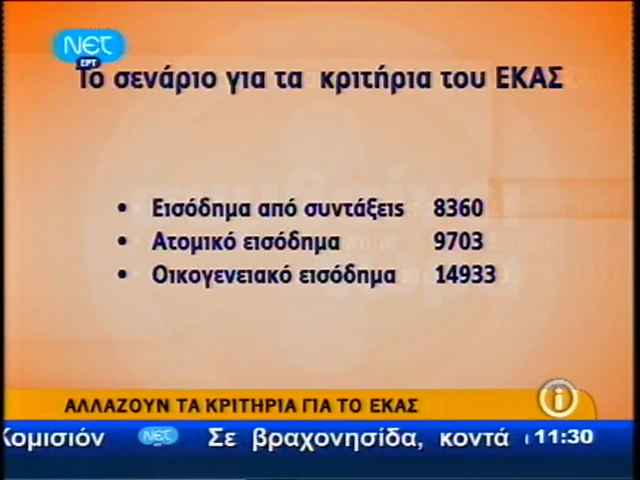 NET
ΕΡΤ
Το σενάριο για τα κριτήρια του ΕΚΑΣ
• Εισόδημα από συντάξεις 8360
• Ατομικό εισόδημα 9703
• Οικογενειακό εισόδημα 14933
ΑΛΛΑΖΟΥΝ ΤΑ ΚΡΙΤΗΡΙΑ ΓΙΑ ΤΟ ΕΚΑΣ i
Κομισιόν NET Σε βραχονησίδα, κοντά 11:30